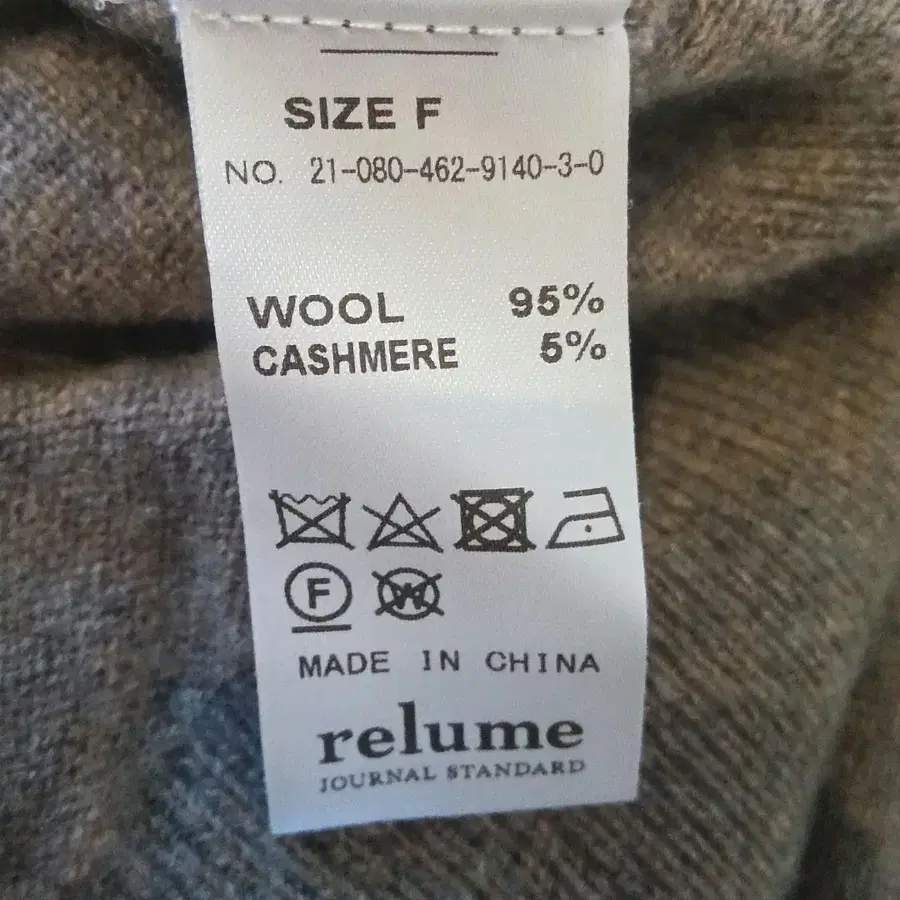 SIZE F
NO. 21-080-462-9140-3-0
WOOL 95%
CASHMERE 5%
F W
MADE IN CHINA
relume
JOURNAL STANDARD